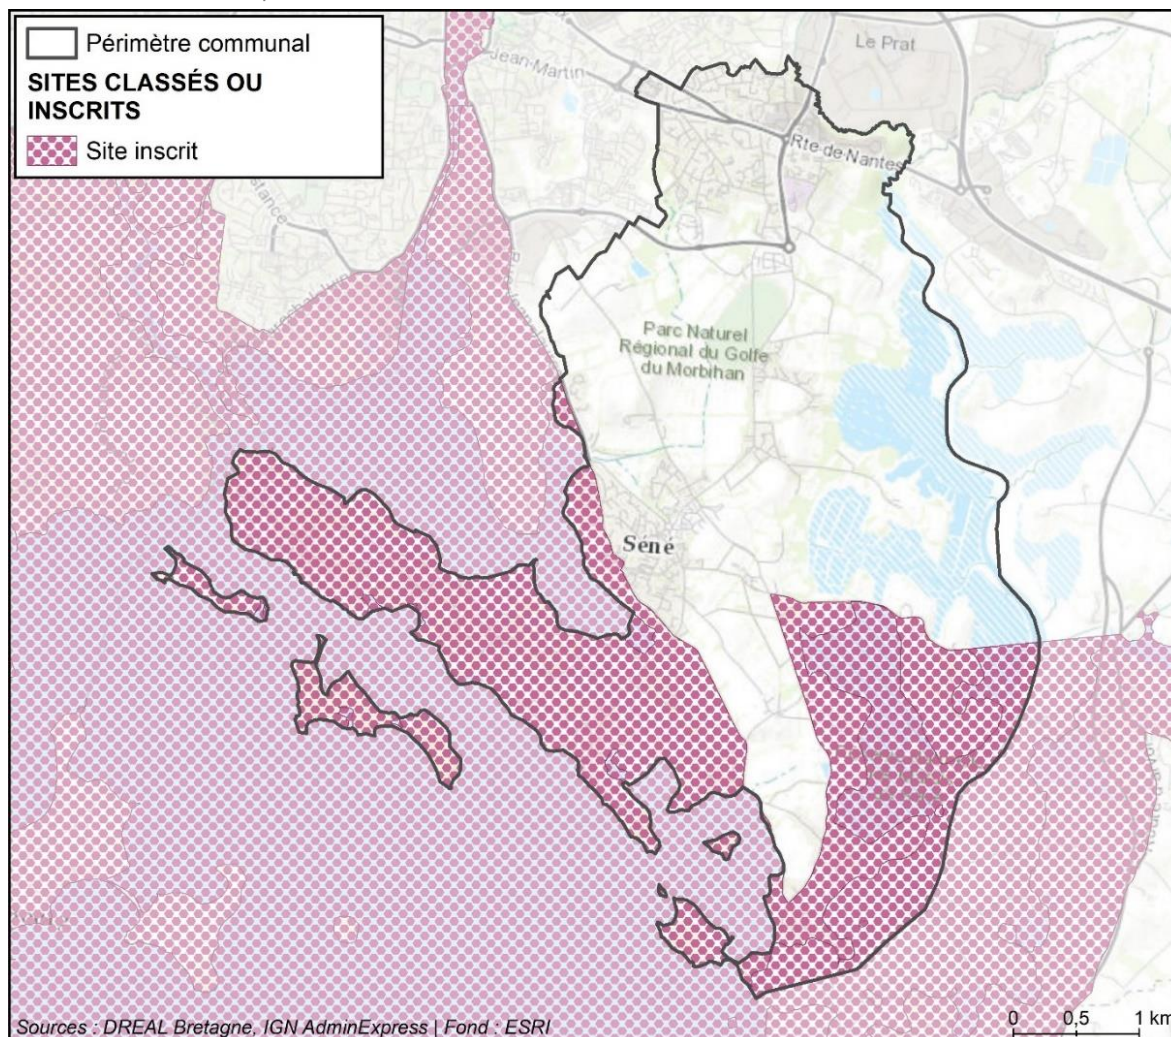 Périmètre communal
SITES CLASSÉS OU
INSCRITS
Site inscrit
Le Prat
Jean-Martin
Rte-de-Nantes
Parc Naturel
Régional du Golfe
du Morbihan
Séné
Sources : DREAL Bretagne, IGN AdminExpress | Fond : ESRI
0 0,5 1 km